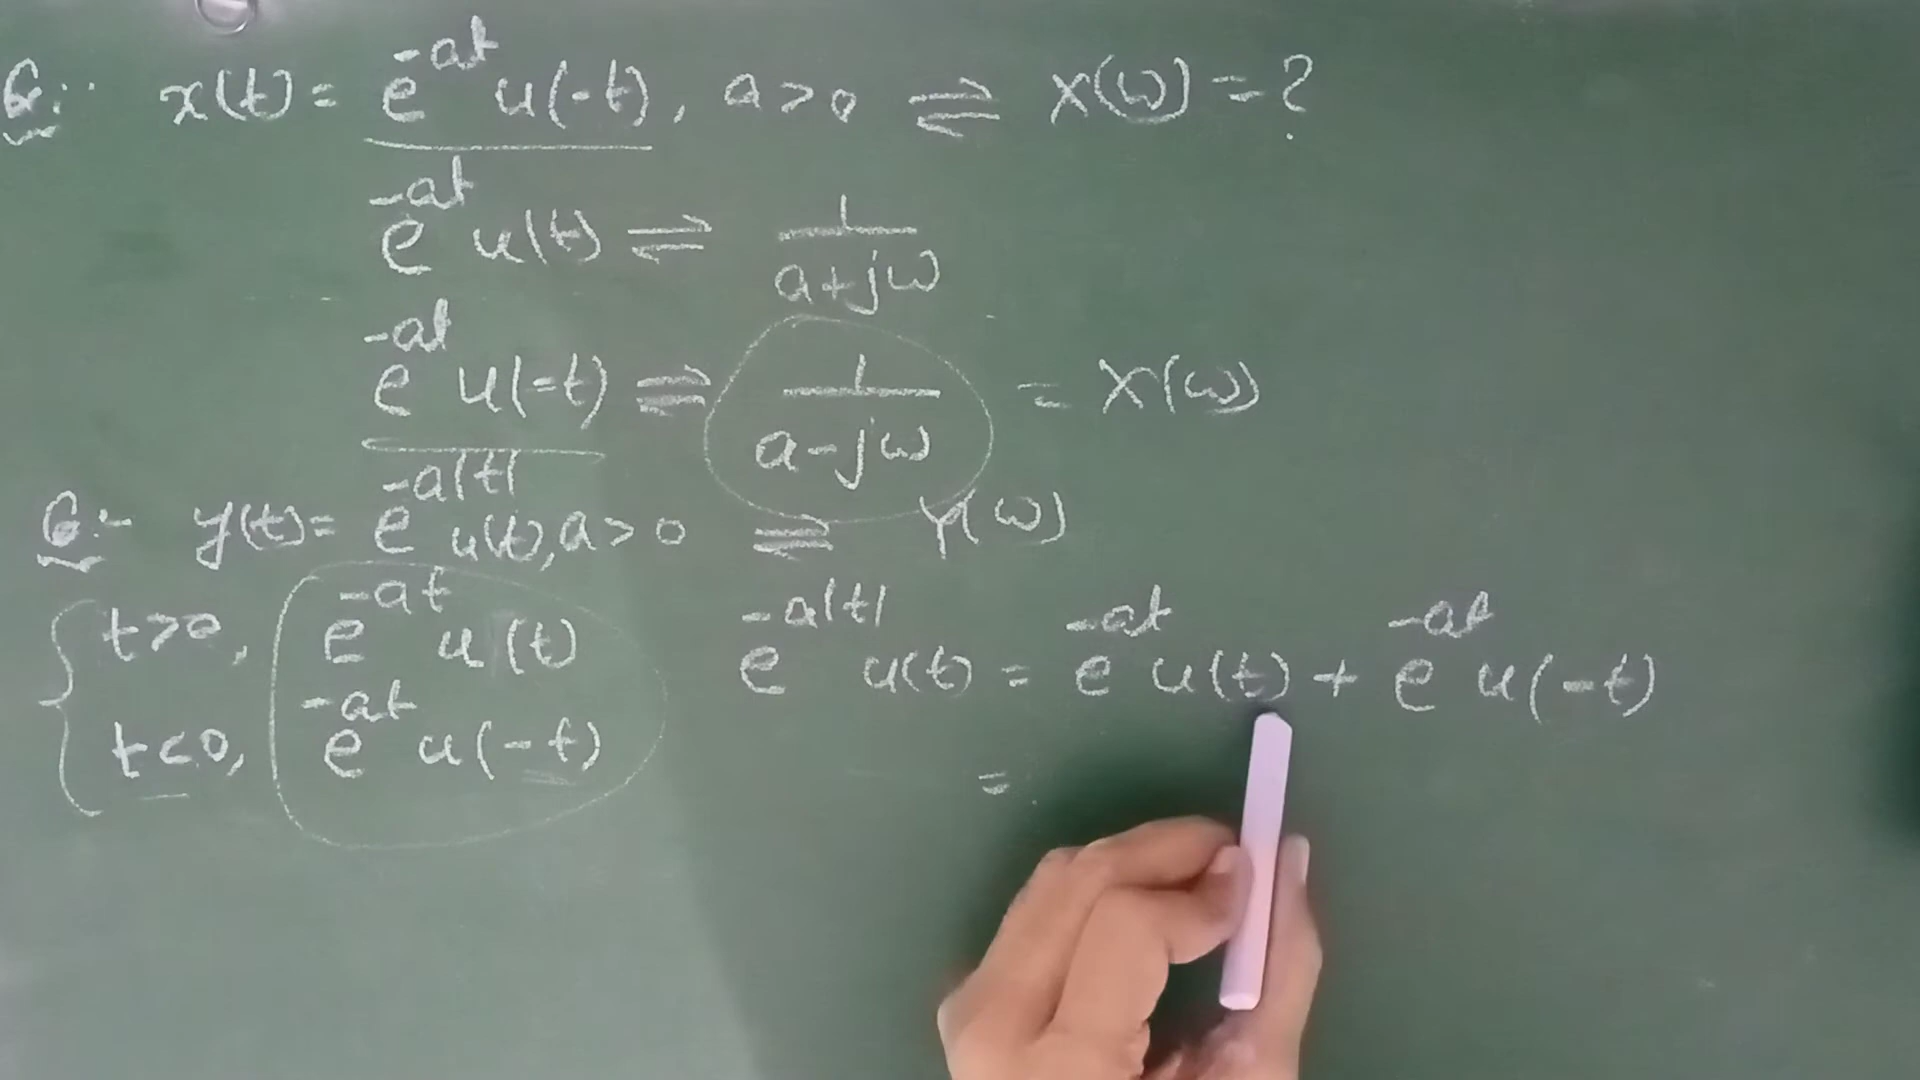 Q:- x(t) = e^{-at} u(-t), a>0 ⇌ X(ω) = ?
e^{-at} u(t) ⇌ 1/(a+jω)
e^{-at} u(-t) ⇌ 1/(a-jω) = X(ω)
Q:- y(t) = e^{-a|t|} u(t), a>0 ⇌ Y(ω)
{ t>0, e^{-at} u(t)
t<0, e^{-at} u(-t)
e^{-a|t|} u(t) = e^{-at} u(t) + e^{-at} u(-t)
=